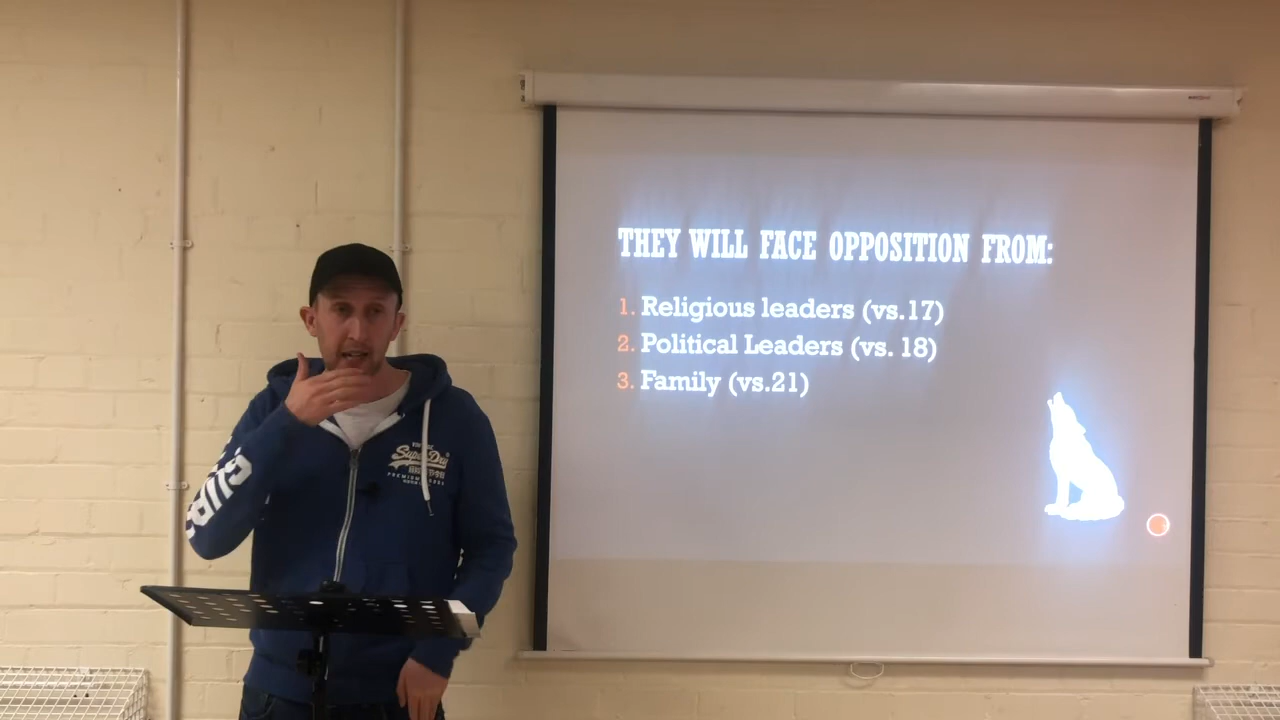 THEY WILL FACE OPPOSITION FROM:
1. Religious leaders (vs.17)
2. Political Leaders (vs. 18)
3. Family (vs.21)
SuperDry